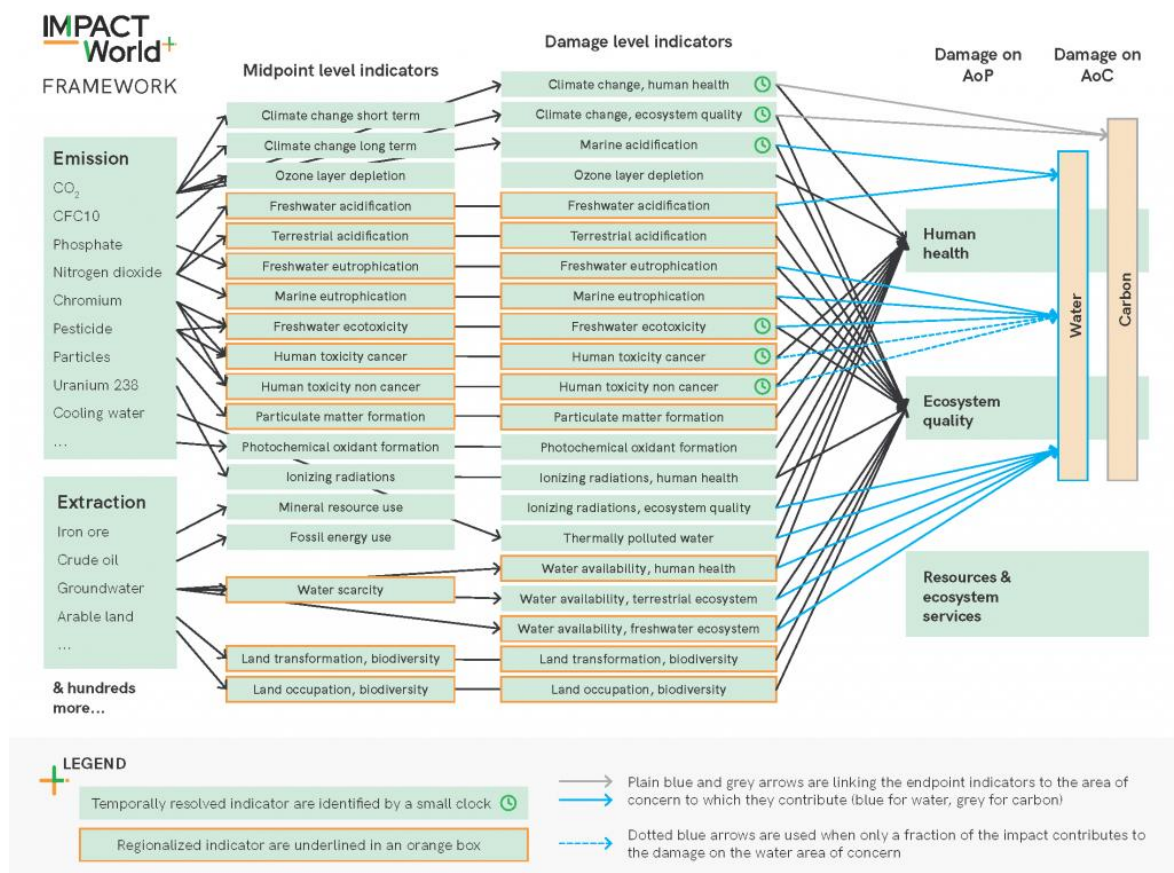 IMPACT
World+
FRAMEWORK
Midpoint level indicators
Damage level indicators
Damage on
AoP
Damage on
AoC
Emission
CO2
CFC10
Phosphate
Nitrogen dioxide
Chromium
Pesticide
Particles
Uranium 238
Cooling water
...
Extraction
Iron ore
Crude oil
Groundwater
Arable land
...
& hundreds
more...
Climate change short term
Climate change long term
Ozone layer depletion
Freshwater acidification
Terrestrial acidification
Freshwater eutrophication
Marine eutrophication
Freshwater ecotoxicity
Human toxicity cancer
Human toxicity non cancer
Particulate matter formation
Photochemical oxidant formation
Ionizing radiations
Mineral resource use
Fossil energy use
Water scarcity
Land transformation, biodiversity
Land occupation, biodiversity
Climate change, human health
Climate change, ecosystem quality
Marine acidification
Ozone layer depletion
Freshwater acidification
Terrestrial acidification
Freshwater eutrophication
Marine eutrophication
Freshwater ecotoxicity
Human toxicity cancer
Human toxicity non cancer
Particulate matter formation
Photochemical oxidant formation
Ionizing radiations, human health
Ionizing radiations, ecosystem quality
Thermally polluted water
Water availability, human health
Water availability, terrestrial ecosystem
Water availability, freshwater ecosystem
Land transformation, biodiversity
Land occupation, biodiversity
Human
health
Ecosystem
quality
Resources &
ecosystem
services
Water
Carbon
LEGEND
Temporally resolved indicator are identified by a small clock
Regionalized indicator are underlined in an orange box
Plain blue and grey arrows are linking the endpoint indicators to the area of
concern to which they contribute (blue for water, grey for carbon)
Dotted blue arrows are used when only a fraction of the impact contributes to
the damage on the water area of concern